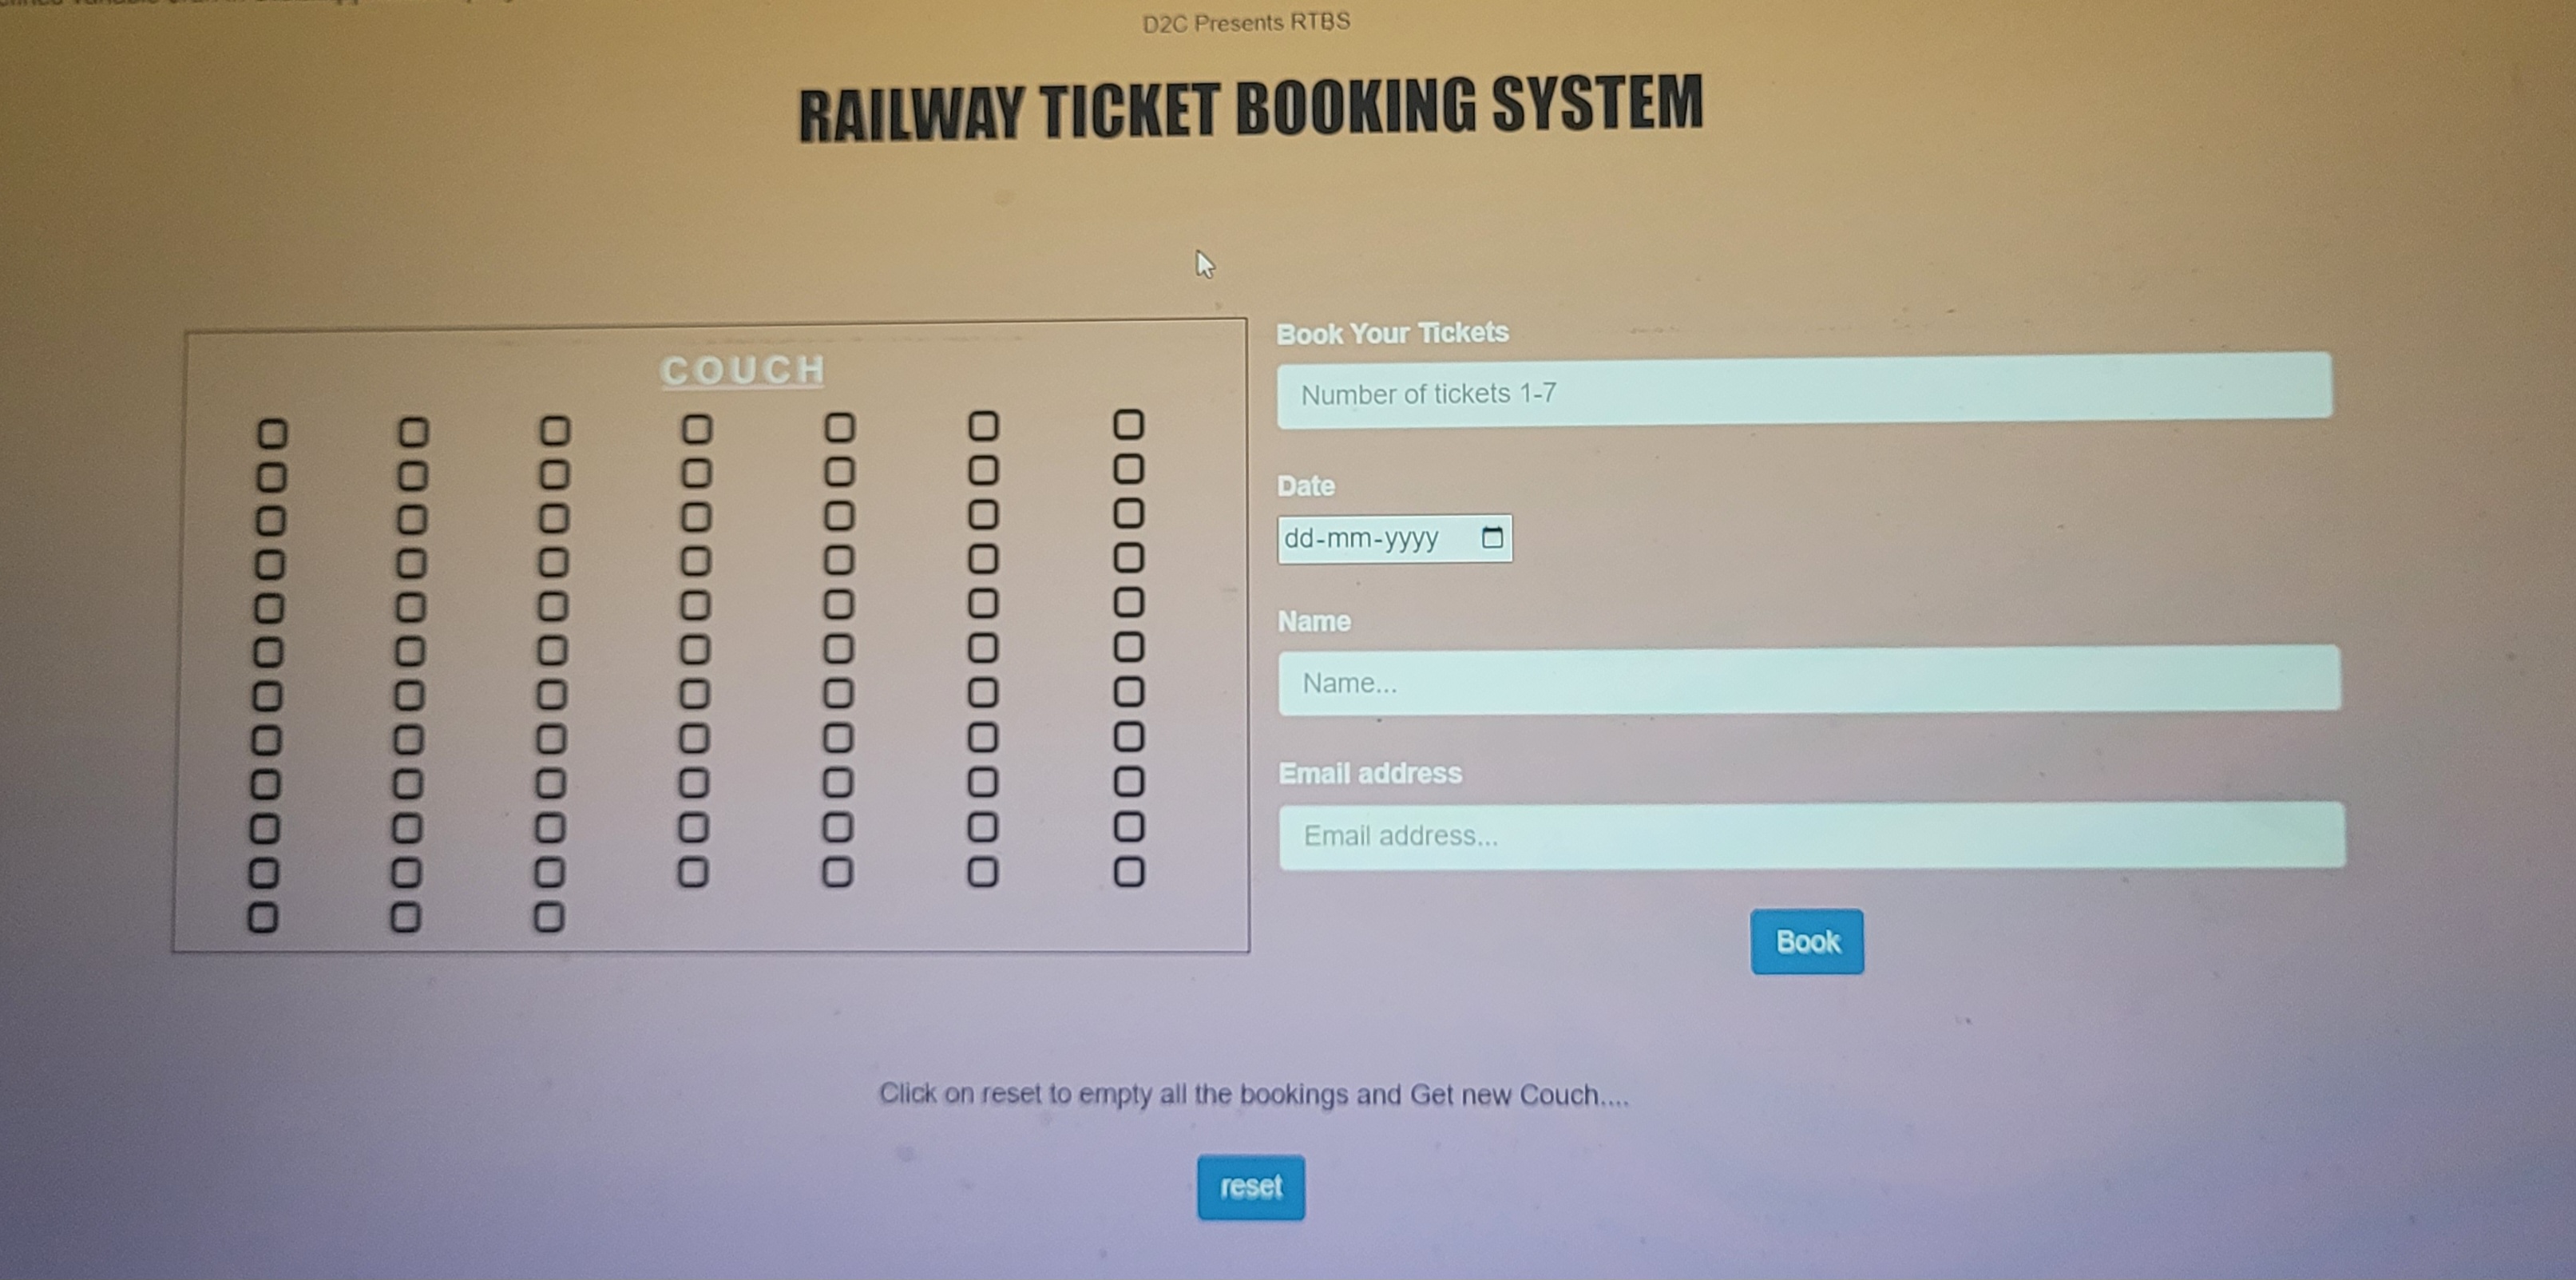 D2C Presents RTBS
RAILWAY TICKET BOOKING SYSTEM
COUCH
Book Your Tickets
Number of tickets 1-7
Date
dd-mm-yyyy
Name
Name...
Email address
Email address...
Book
Click on reset to empty all the bookings and Get new Couch....
reset